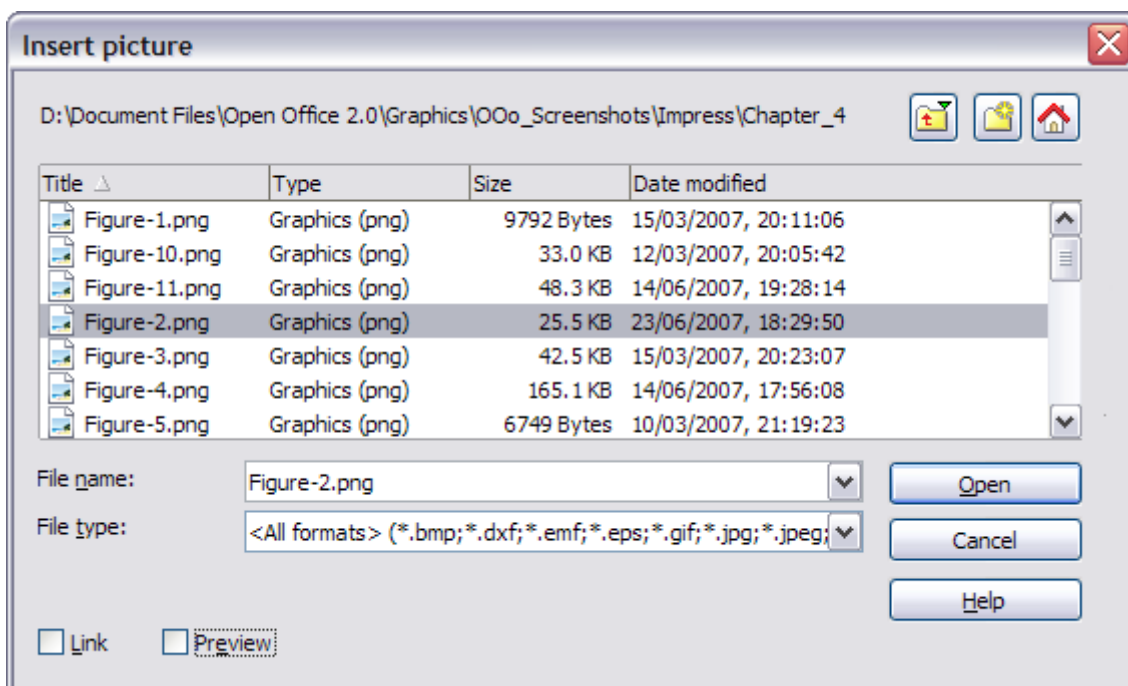 Insert picture
D:\Document Files\Open Office 2.0\Graphics\OOo_Screenshots\Impress\Chapter_4
Title Type Size Date modified
Figure-1.png Graphics (png) 9792 Bytes 15/03/2007, 20:11:06
Figure-10.png Graphics (png) 33.0 KB 12/03/2007, 20:05:42
Figure-11.png Graphics (png) 48.3 KB 14/06/2007, 19:28:14
Figure-2.png Graphics (png) 25.5 KB 23/06/2007, 18:29:50
Figure-3.png Graphics (png) 42.5 KB 15/03/2007, 20:23:07
Figure-4.png Graphics (png) 165.1 KB 14/06/2007, 17:56:08
Figure-5.png Graphics (png) 6749 Bytes 10/03/2007, 21:19:23
File name: Figure-2.png Open
File type: <All formats> (*.bmp;*.dxf;*.emf;*.eps;*.gif;*.jpg;*.jpeg; Cancel
Help
Link Preview